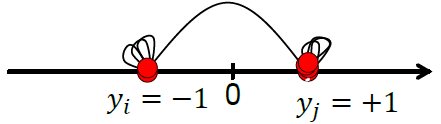 0
y_i = −1
y_j = +1